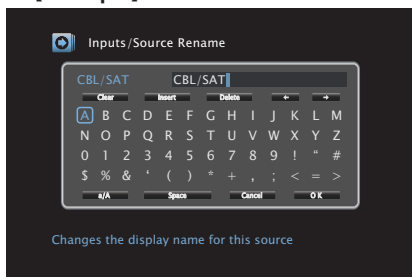 Inputs/Source Rename
CBL/SAT CBL/SAT
Clear Insert Delete ← →
A B C D E F G H I J K L M
N O P Q R S T U V W X Y Z
0 1 2 3 4 5 6 7 8 9 ! “ #
$ % & ‘ ( ) * + , ; < = >
a/A Space Cancel OK
Changes the display name for this source